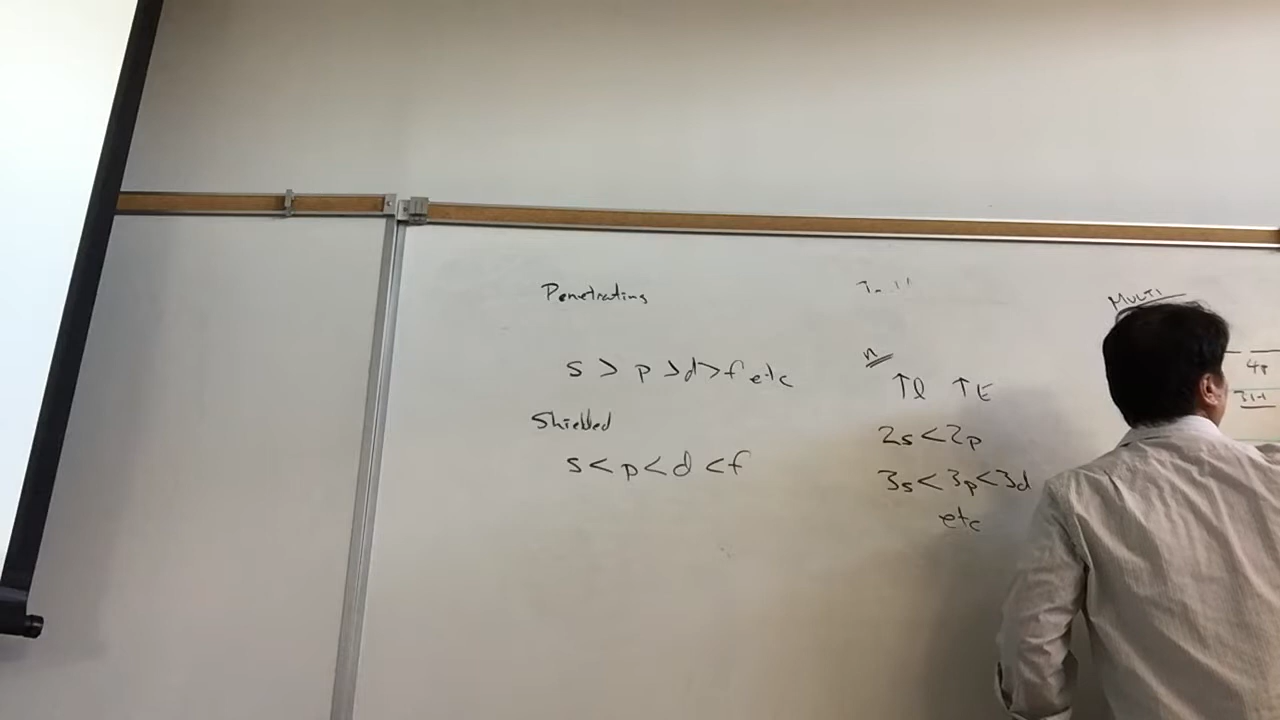 Penetrating
s > p > d > f etc
Shielded
s < p < d < f
n
↑l ↑E
2s < 2p
3s < 3p < 3d
etc
MULTI
4p